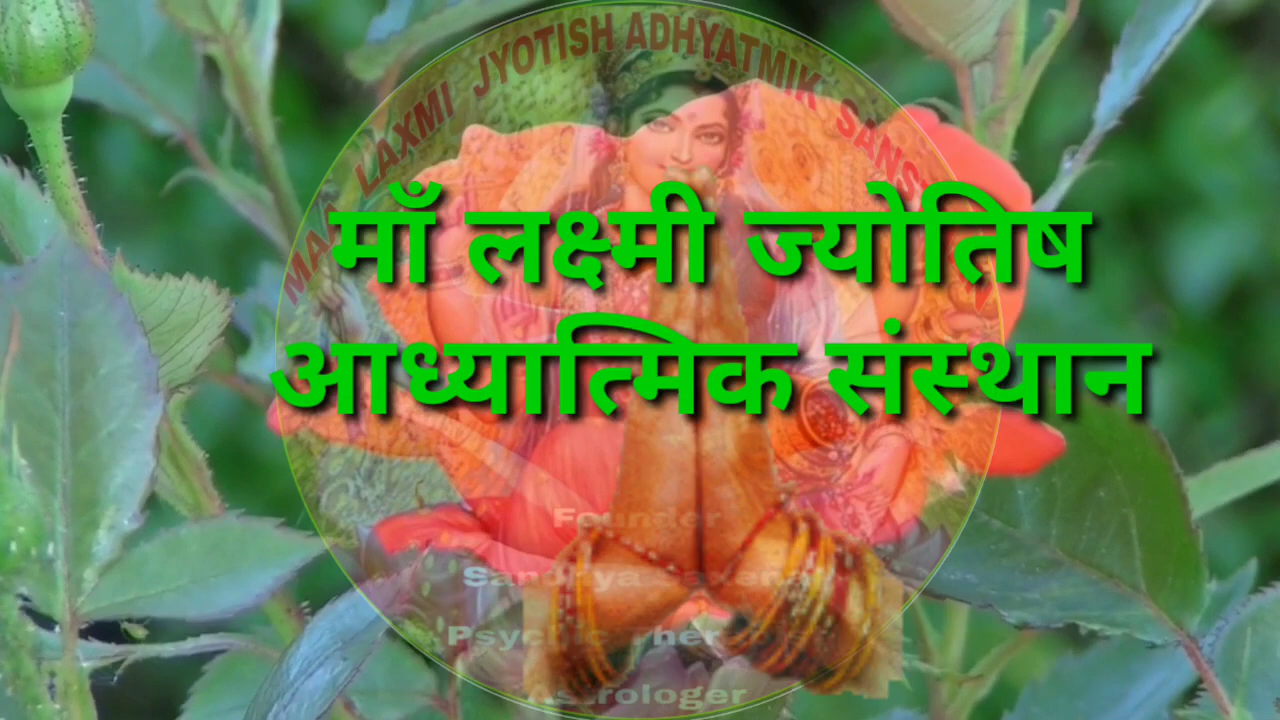 MAA LAXMI JYOTISH ADHYATMIK
माँ लक्ष्मी ज्योतिष
आध्यात्मिक संस्थान
Founder
Astrologer